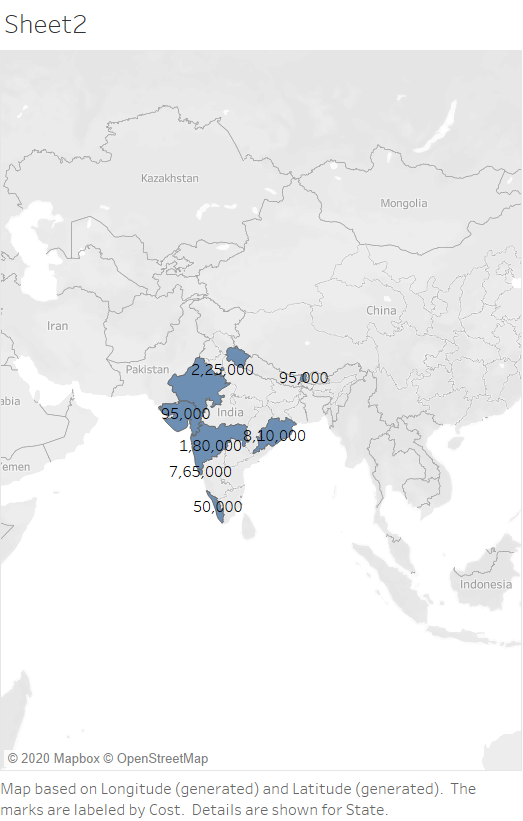 Sheet2
Kazakhstan
Mongolia
China
Iran
Pakistan
2,25,000
95,000
abia
95,000
India
1,80,000
8,10,000
emen
7,65,000
50,000
Indonesia
© 2020 Mapbox © OpenStreetMap
Map based on Longitude (generated) and Latitude (generated). The
marks are labeled by Cost. Details are shown for State.